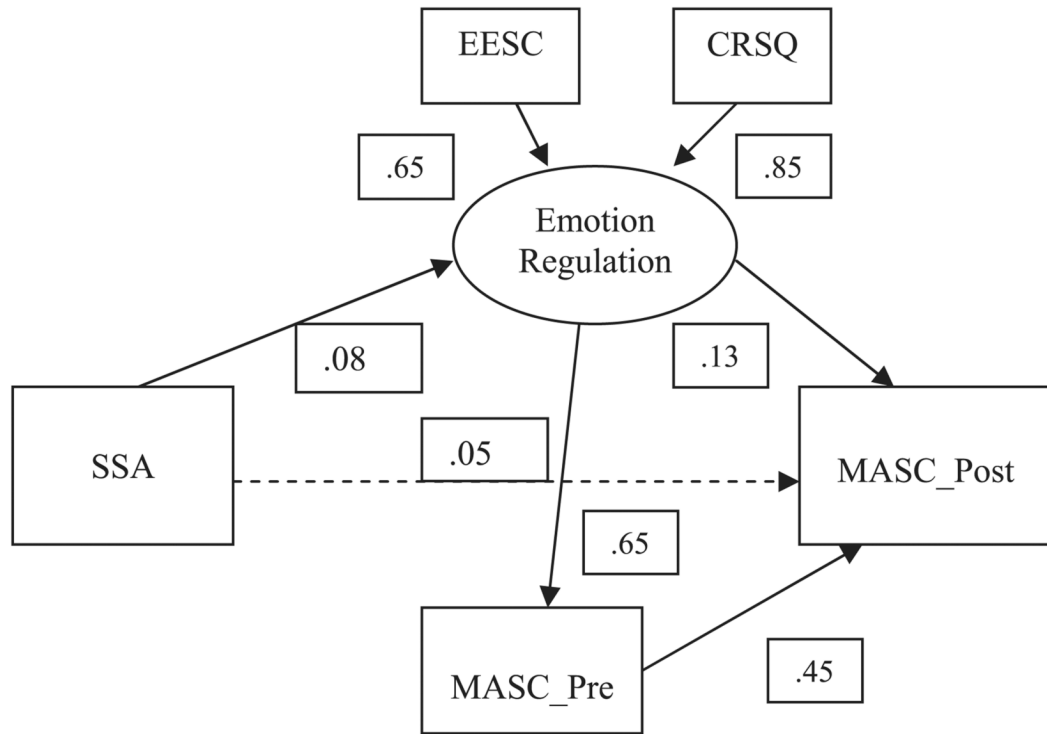 EESC
CRSQ
.65
.85
Emotion
Regulation
.08
.13
SSA
.05
MASC_Post
.65
MASC_Pre
.45